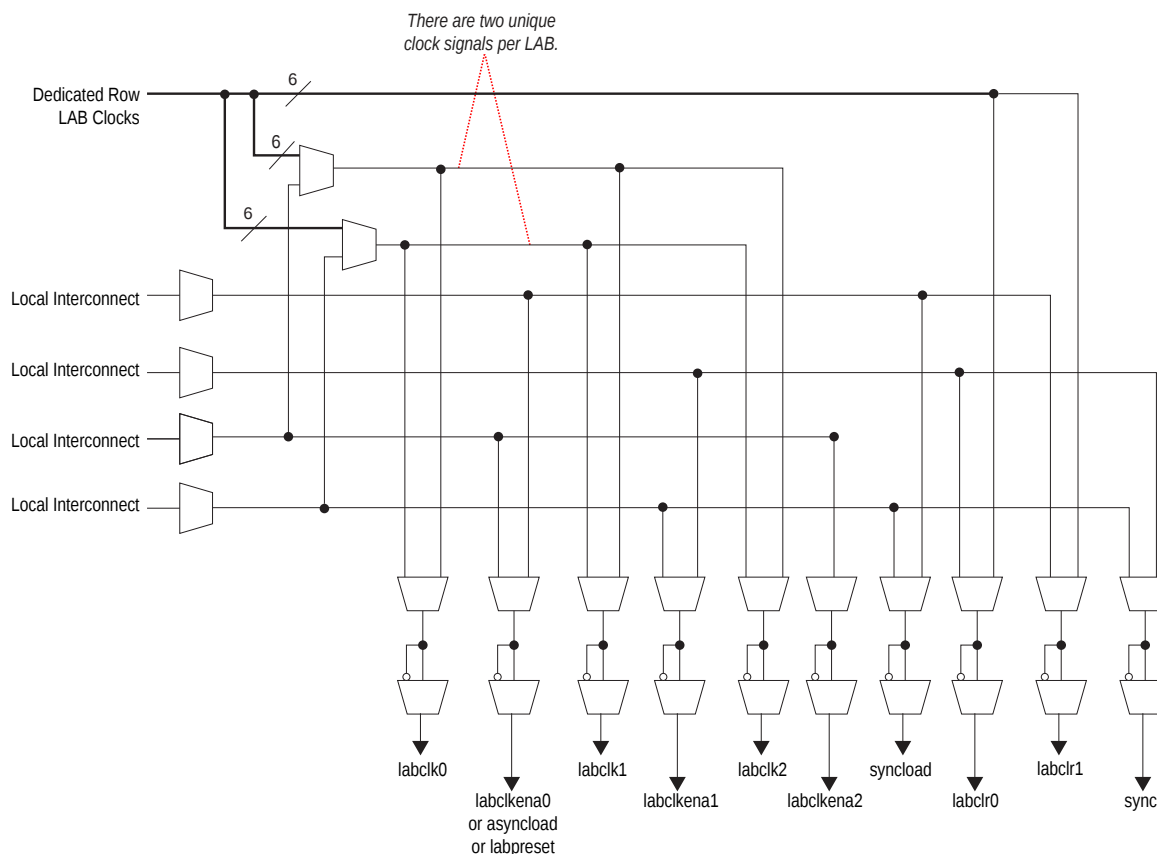 There are two unique
clock signals per LAB.
6
Dedicated Row
LAB Clocks
6
6
Local Interconnect
Local Interconnect
Local Interconnect
Local Interconnect
labclk0
labclk1
labclk2
syncload
labclr1
labclkena0
or asyncload
or labpreset
labclkena1
labclkena2
labclr0
sync